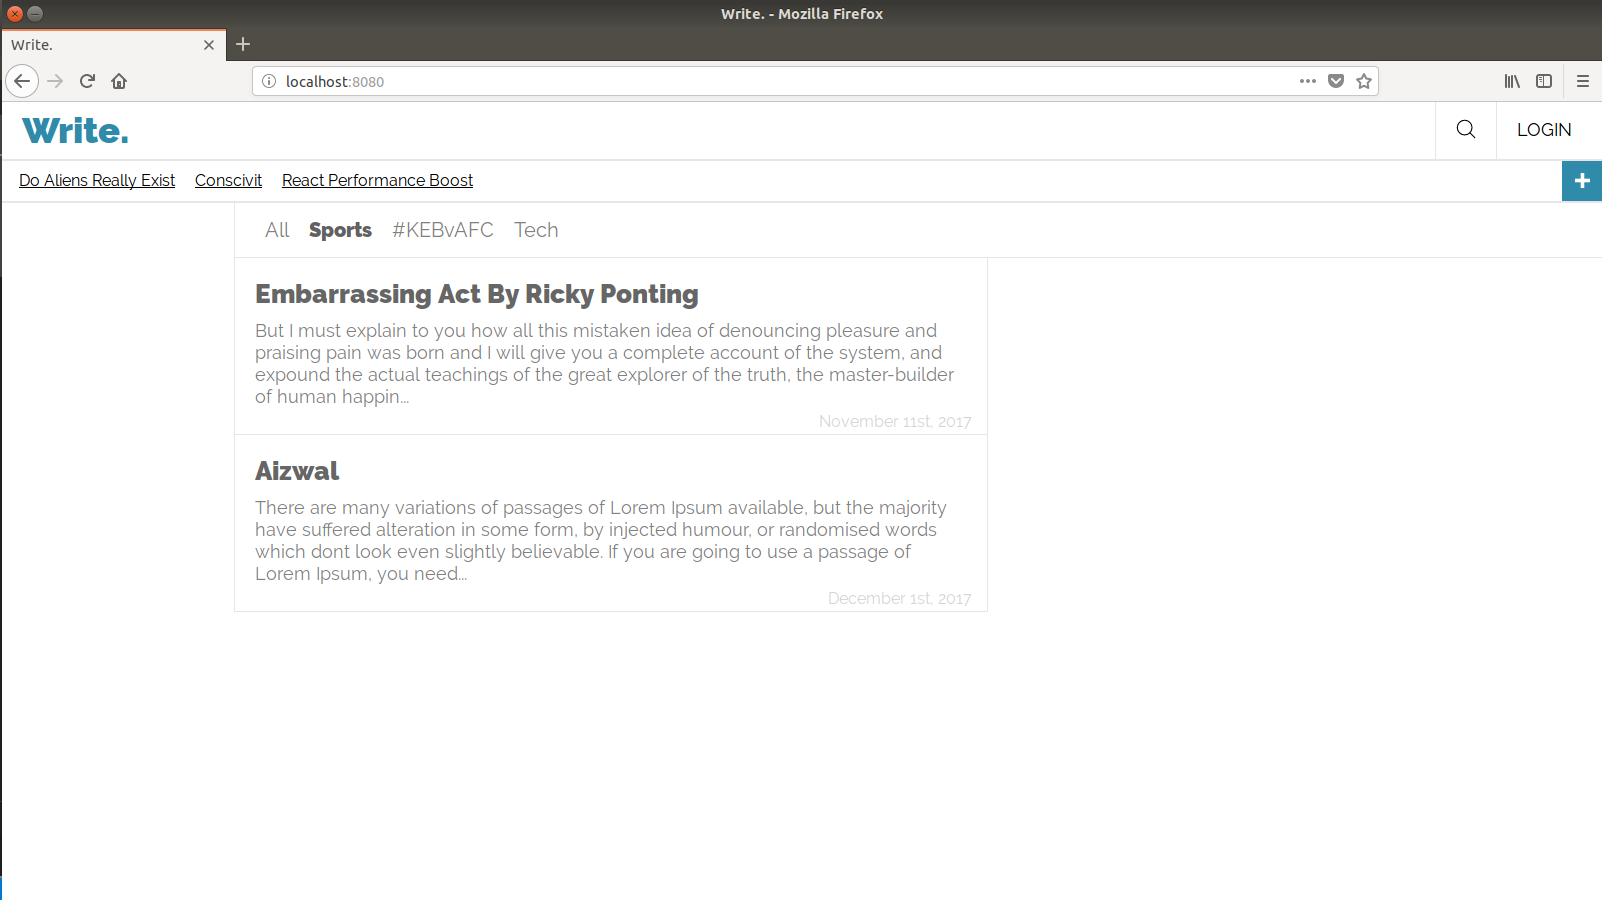 Write. - Mozilla Firefox
Write.
localhost:8080
Write.
LOGIN
Do Aliens Really Exist Conscivit React Performance Boost
All Sports #KEBvAFC Tech
Embarrassing Act By Ricky Ponting
But I must explain to you how all this mistaken idea of denouncing pleasure and
praising pain was born and I will give you a complete account of the system, and
expound the actual teachings of the great explorer of the truth, the master-builder
of human happin...
November 11st, 2017
Aizwal
There are many variations of passages of Lorem Ipsum available, but the majority
have suffered alteration in some form, by injected humour, or randomised words
which dont look even slightly believable. If you are going to use a passage of
Lorem Ipsum, you need...
December 1st, 2017